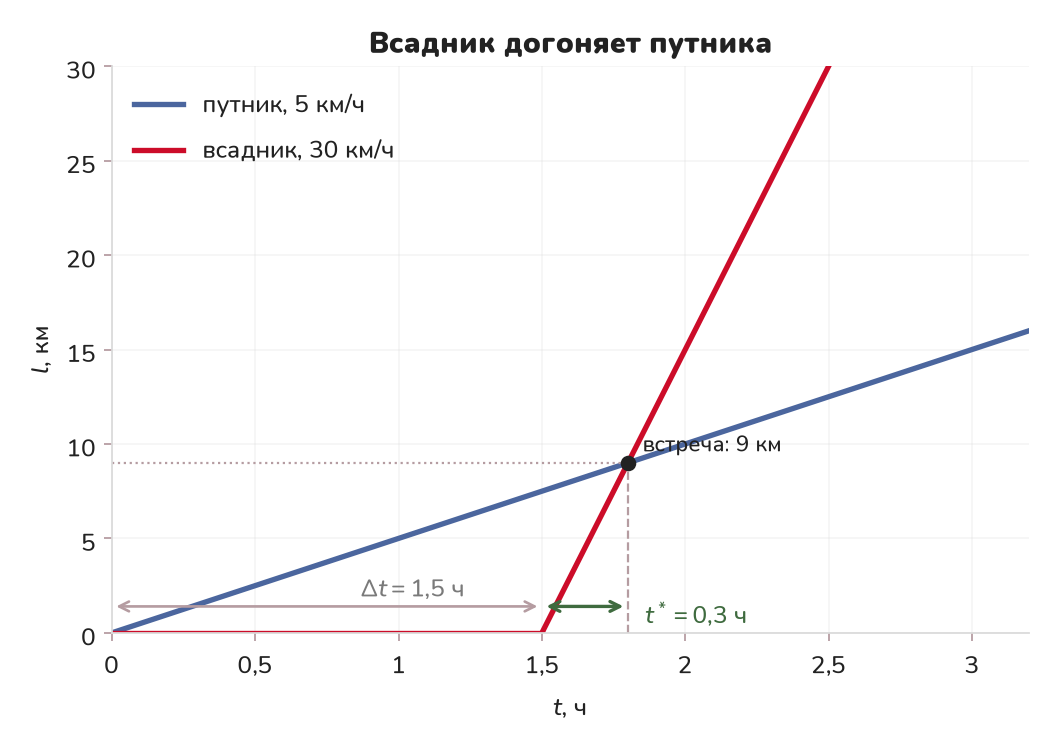 Всадник догоняет путника
путник, 5 км/ч
всадник, 30 км/ч
l, км
30
25
20
15
10
5
0
встреча: 9 км
Δt = 1,5 ч
t* = 0,3 ч
0 0,5 1 1,5 2 2,5 3
t, ч